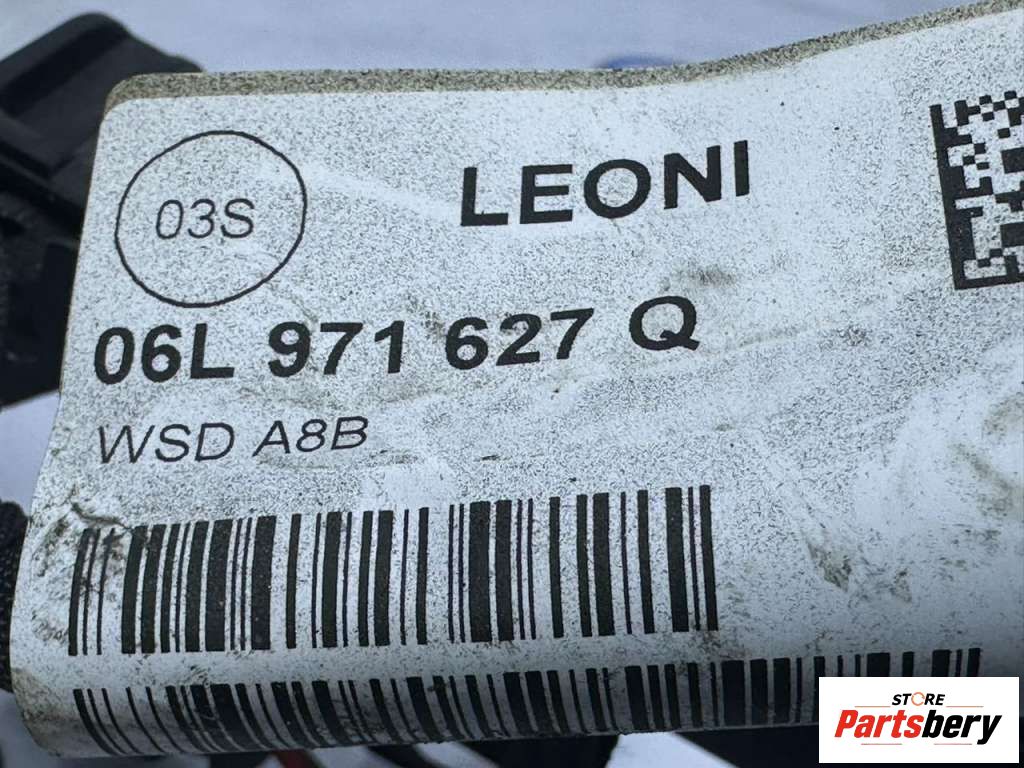 03S
LEONI
06L 971 627 Q
WSD A8B
STORE
Partsbery